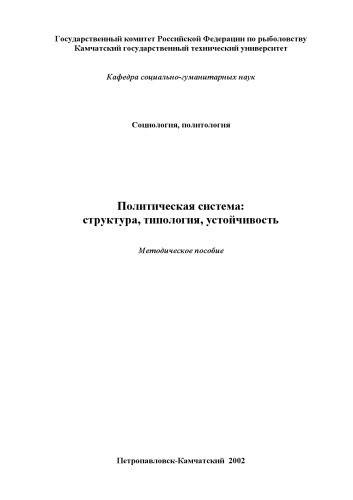 Государственный комитет Российской Федерации по рыболовству
Камчатский государственный технический университет
Кафедра социально-гуманитарных наук
Социология, политология
Политическая система:
структура, типология, устойчивость
Методическое пособие
Петропавловск-Камчатский 2002